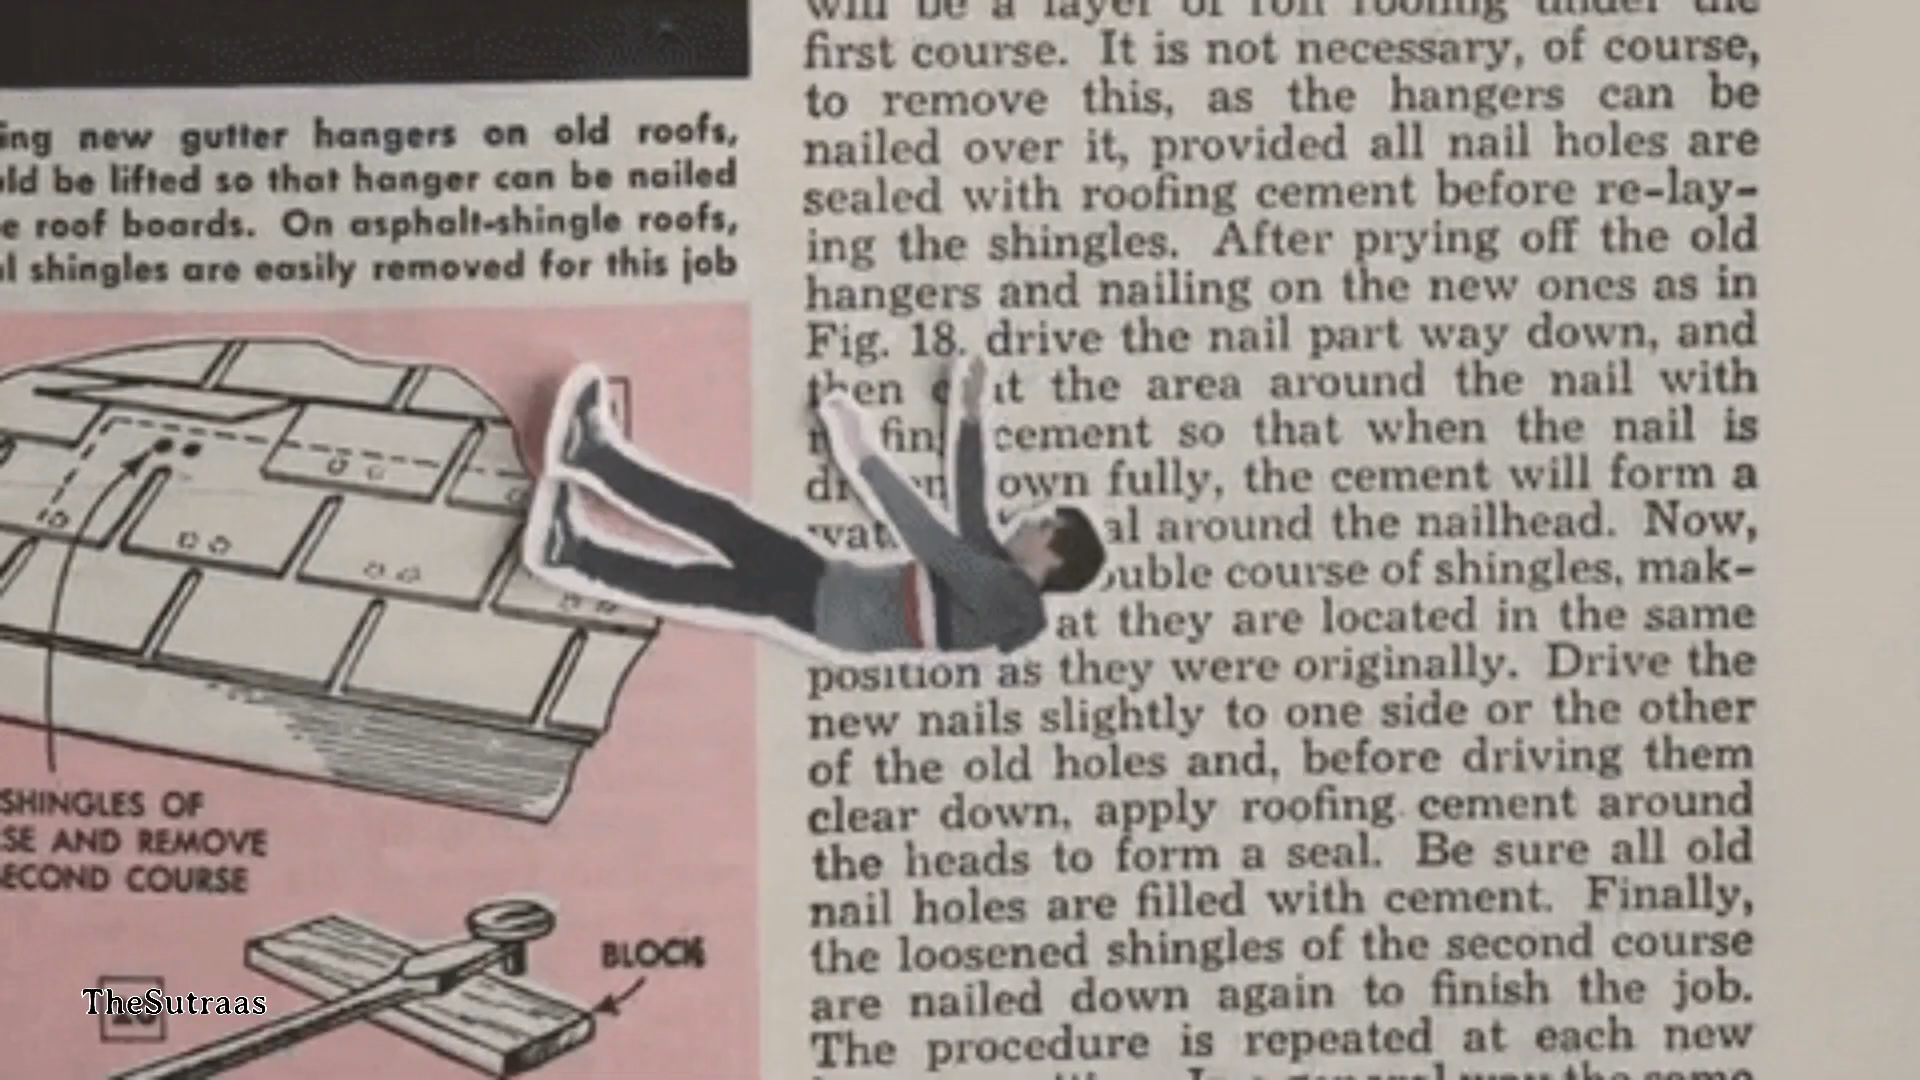 ing new gutter hangers on old roofs,
ld be lifted so that hanger can be nailed
e roof boards. On asphalt-shingle roofs,
l shingles are easily removed for this job
SHINGLES OF
SE AND REMOVE
ECOND COURSE
BLOCK
TheSutraas
will be a layer of roll roofing under the
first course. It is not necessary, of course,
to remove this, as the hangers can be
nailed over it, provided all nail holes are
sealed with roofing cement before re-lay-
ing the shingles. After prying off the old
hangers and nailing on the new ones as in
Fig. 18. drive the nail part way down, and
then the area around the nail with
cement so that when the nail is
own fully, the cement will form a
al around the nailhead. Now,
ouble course of shingles, mak-
at they are located in the same
position as they were originally. Drive the
new nails slightly to one side or the other
of the old holes and, before driving them
clear down, apply roofing cement around
the heads to form a seal. Be sure all old
nail holes are filled with cement. Finally,
the loosened shingles of the second course
are nailed down again to finish the job.
The procedure is repeated at each new